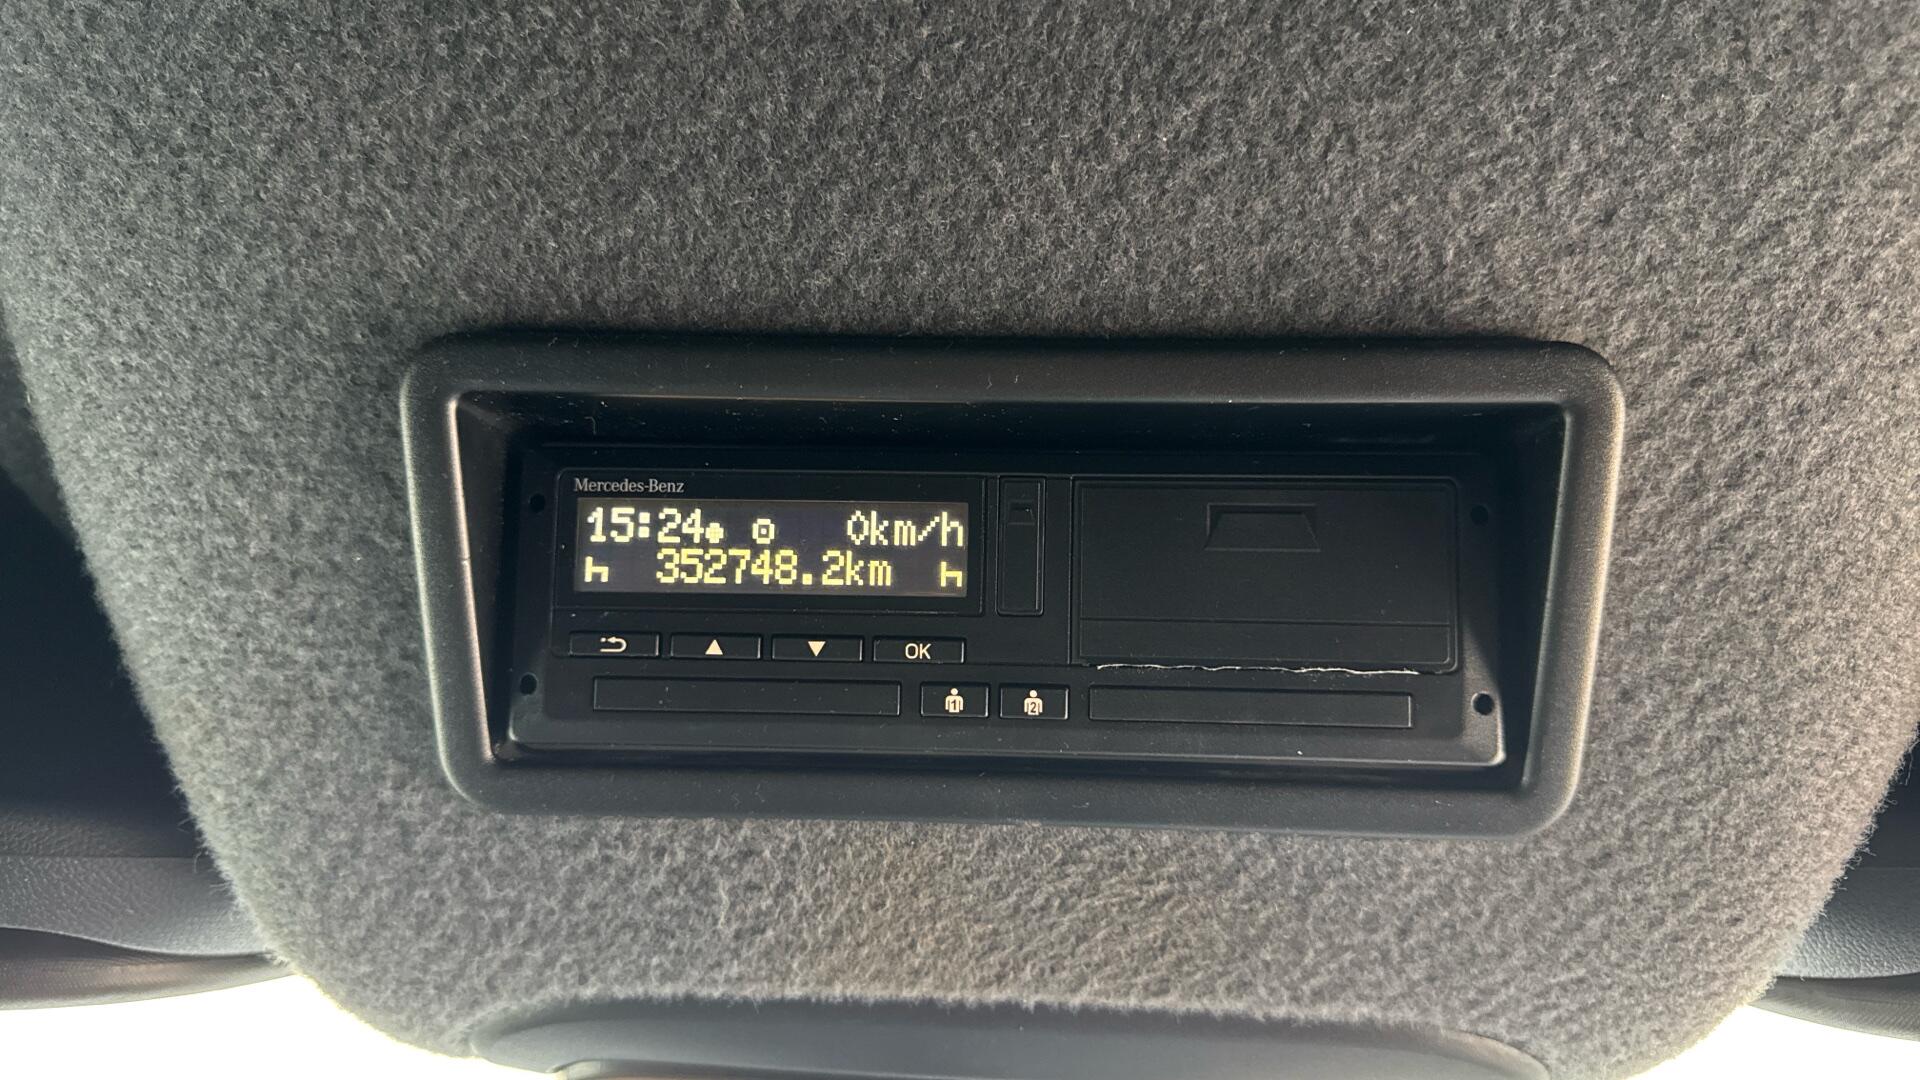 Mercedes-Benz
15:24 0km/h
352748.2km
OK
1 2